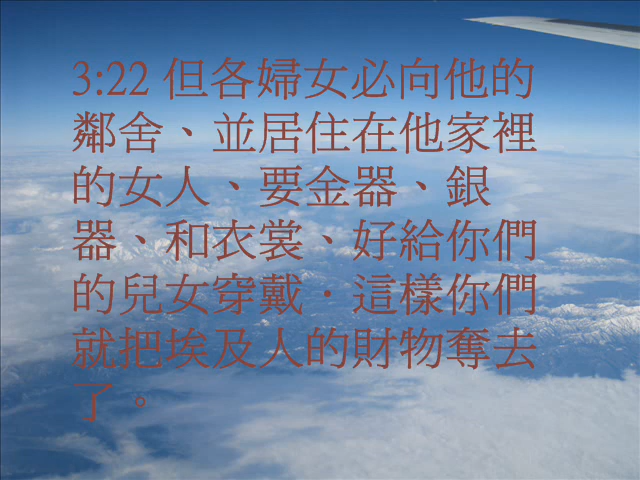 3:22 但各婦女必向他的
鄰舍、並居住在他家裡
的女人、要金器、銀
器、和衣裳、好給你們
的兒女穿戴．這樣你們
就把埃及人的財物奪去
了。